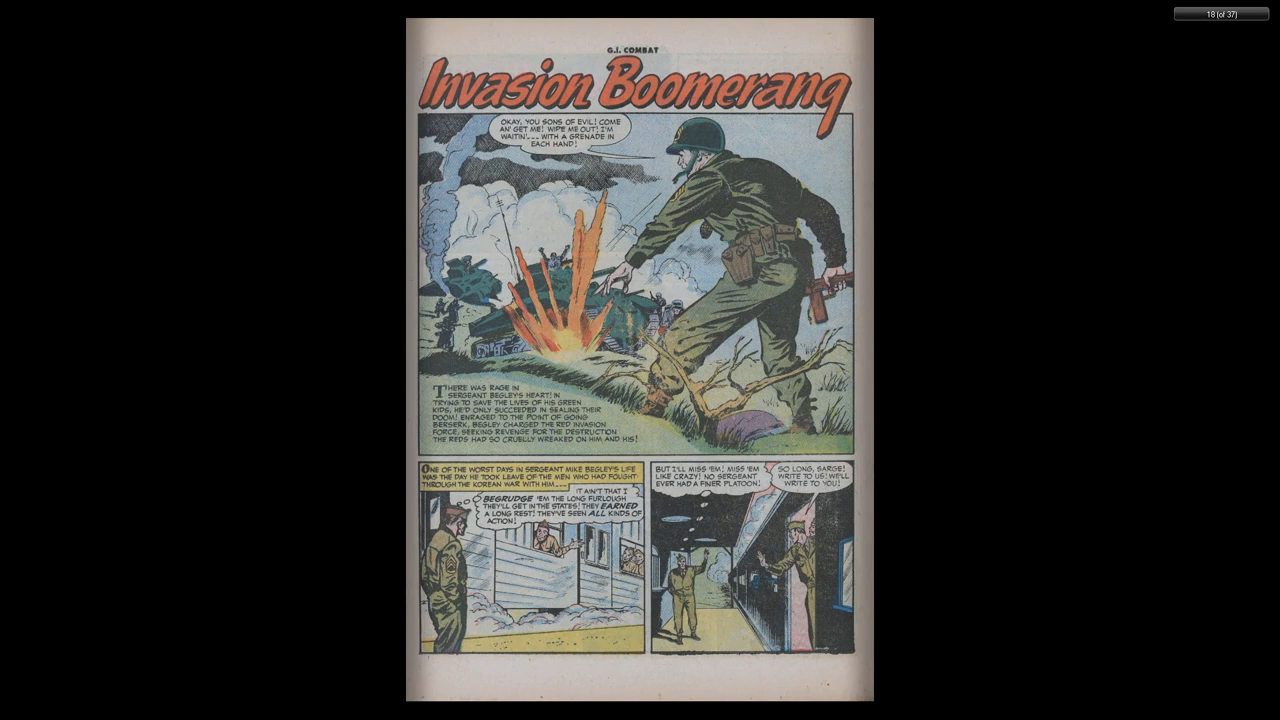 18 (of 37)
G.I. COMBAT
Invasion Boomerang
OKAY, YOU SONS OF EVIL! COME
AN' GET ME! WIPE ME OUT! I'M
WAITIN'--- WITH A GRENADE IN
EACH HAND!
THERE WAS RAGE IN
SERGEANT BEGLEY'S HEART! IN
TRYING TO SAVE THE LIVES OF HIS GREEN
KIDS, HE'D ONLY SUCCEEDED IN SEALING THEIR
DOOM! ENRAGED TO THE POINT OF GOING
BERSERK, BEGLEY CHARGED THE RED INVASION
FORCE, SEEKING REVENGE FOR THE DESTRUCTION
THE REDS HAD SO CRUELLY WREAKED ON HIM AND HIS!
ONE OF THE WORST DAYS IN SERGEANT MIKE BEGLEY'S LIFE
WAS THE DAY HE TOOK LEAVE OF THE MEN WHO HAD FOUGHT
THROUGH THE KOREAN WAR WITH HIM---
IT AIN'T THAT I
BEGRUDGE 'EM THE LONG FURLOUGH
THEY'LL GET IN THE STATES! THEY EARNED
A LONG REST! THEY'VE SEEN ALL KINDS OF
ACTION!
BUT I'LL MISS 'EM! MISS 'EM
LIKE CRAZY! NO SERGEANT
EVER HAD A FINER PLATOON!
SO LONG, SARGE!
WRITE TO US! WE'LL
WRITE TO YOU!